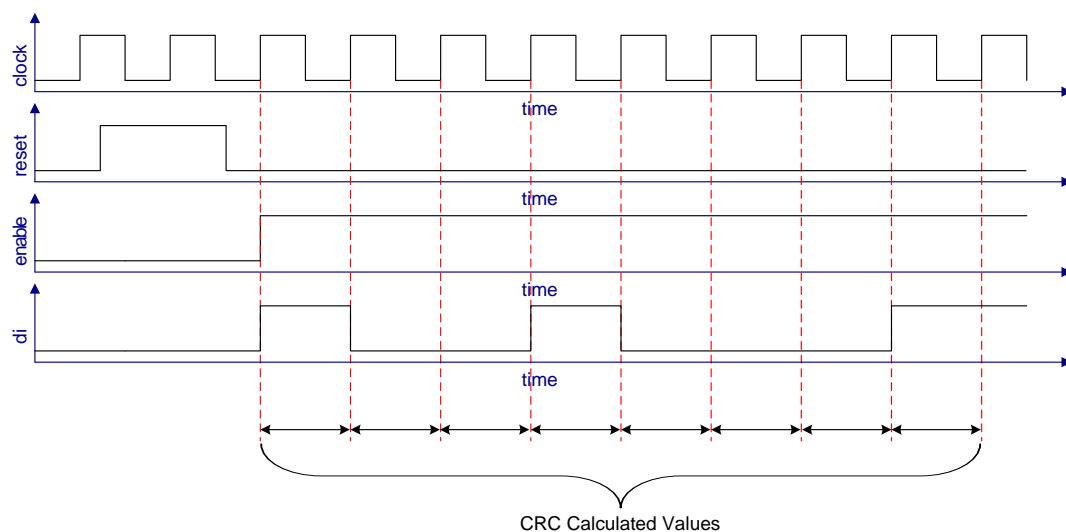 clock
time
reset
time
enable
time
di
time
CRC Calculated Values